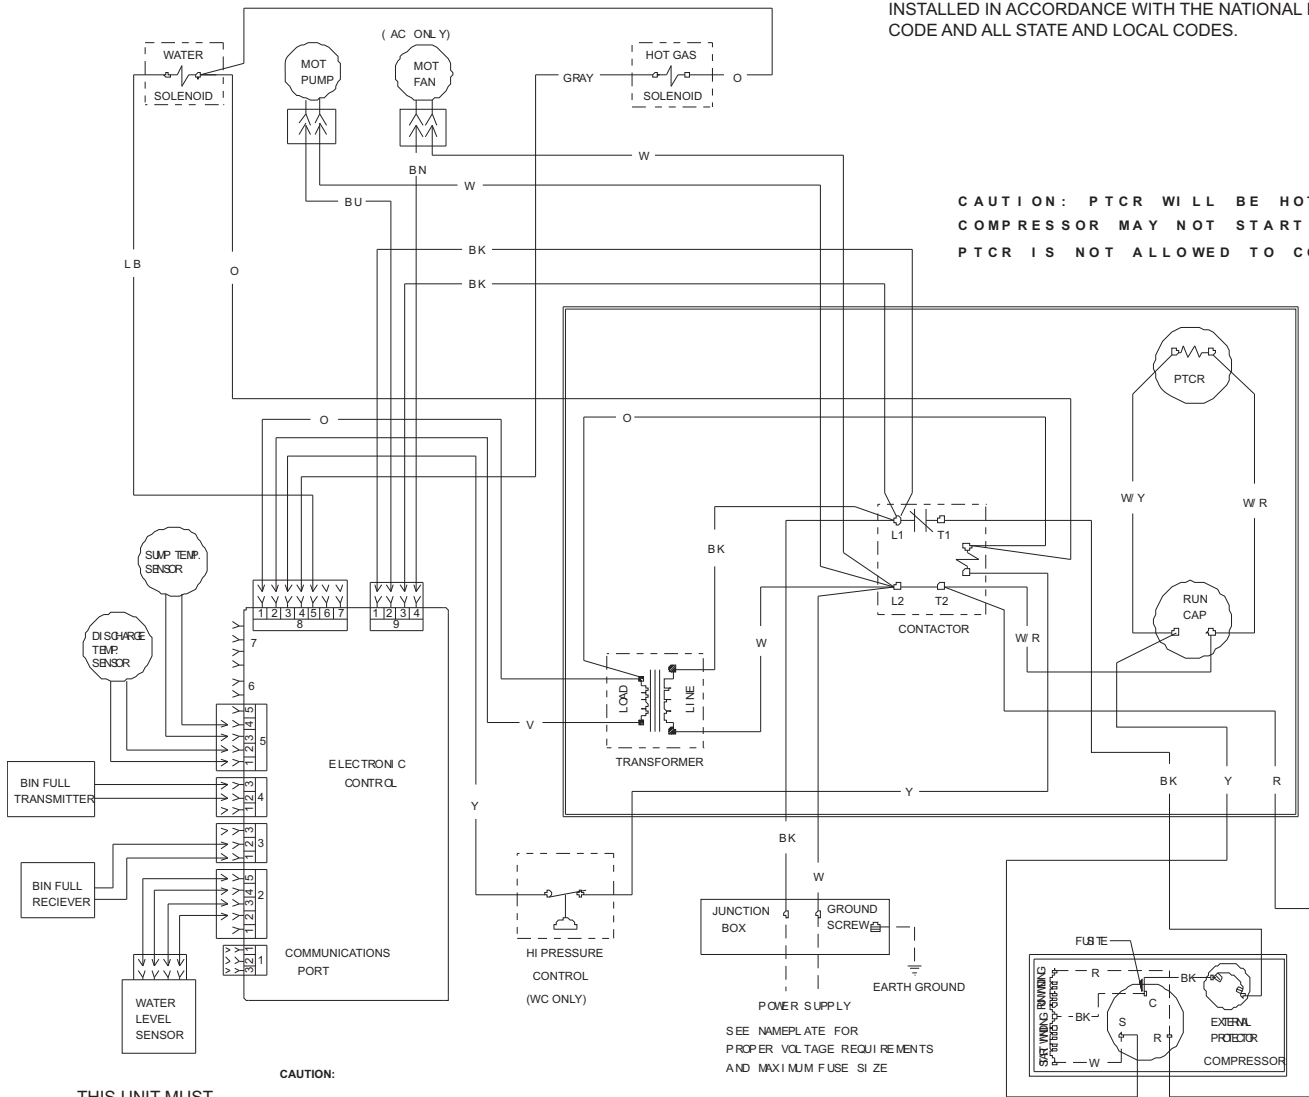 INSTALLED IN ACCORDANCE WITH THE NATIONAL
CODE AND ALL STATE AND LOCAL CODES.
( AC ONLY)
WATER
SOLENOID
MOT
PUMP
MOT
FAN
GRAY
HOT GAS
SOLENOID
O
BN
W
W
BU
CAUTION: PTCR WILL BE HOT
COMPRESSOR MAY NOT START
PTCR IS NOT ALLOWED TO
LB
O
BK
BK
PTCR
O
O
W/Y
W/R
SUMP TEMP.
SENSOR
BK
L1
T1
L2
T2
CONTACTOR
RUN
CAP
1 2 3 4 5 6 7
8
1 2 3 4
9
DISCHARGE
TEMP.
SENSOR
7
6
W
W/R
LOAD
LINE
V
TRANSFORMER
5
4
3
2
1
5
ELECTRONIC
CONTROL
BIN FULL
TRANSMITTER
3
2
1
4
Y
Y
BK
Y
R
BK
W
3
2
1
3
BIN FULL
RECIEVER
5
4
3
2
1
2
HI PRESSURE
CONTROL
(WC ONLY)
JUNCTION
BOX
GROUND
SCREW
EARTH GROUND
COMMUNICATIONS
PORT
1
2
3
1
WATER
LEVEL
SENSOR
POWER SUPPLY
SEE NAMEPLATE FOR
PROPER VOLTAGE REQUIREMENTS
AND MAXIMUM FUSE SIZE
FUSITE
RUN WINDING
START WINDING
R
BK
BK
W
C
S
R
EXTERNAL
PROTECTOR
COMPRESSOR
CAUTION:
THIS UNIT MUST